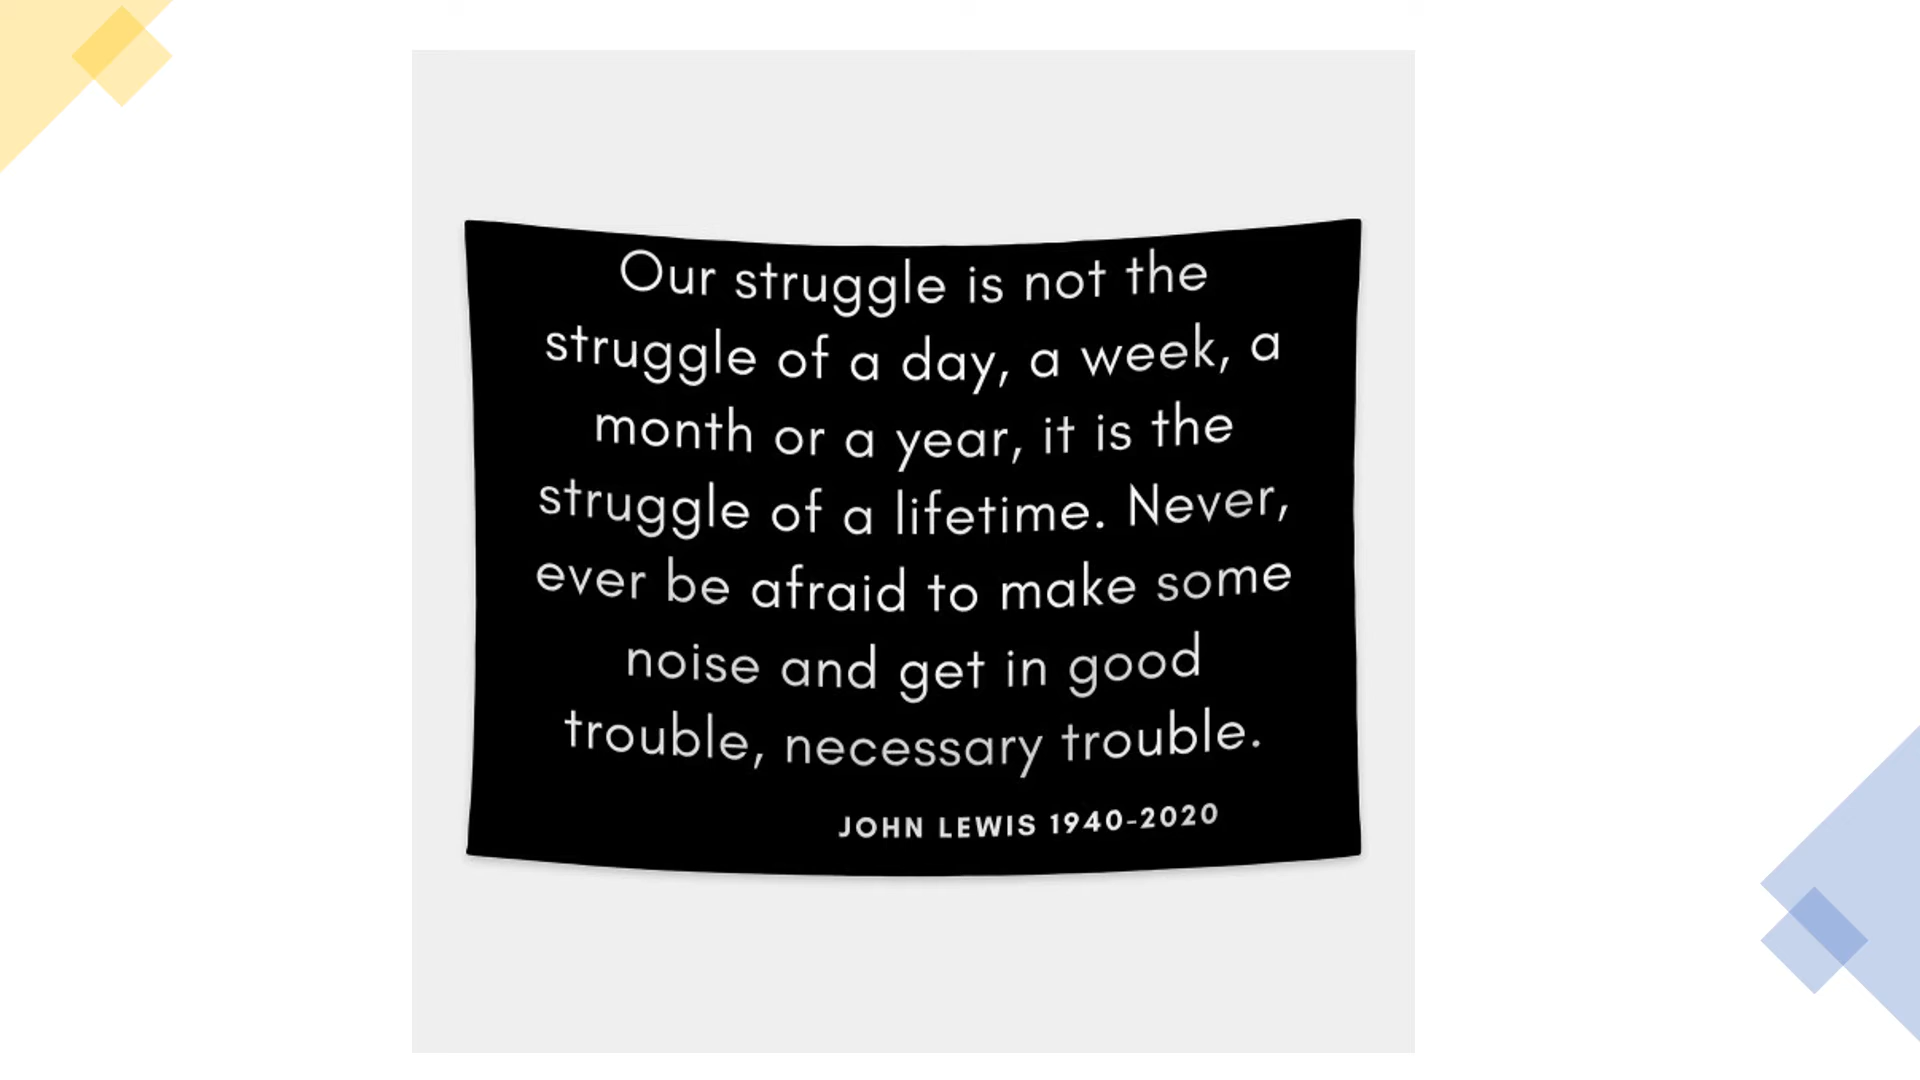 Our struggle is not the
struggle of a day, a week, a
month or a year, it is the
struggle of a lifetime. Never,
ever be afraid to make some
noise and get in good
trouble, necessary trouble.
JOHN LEWIS 1940-2020